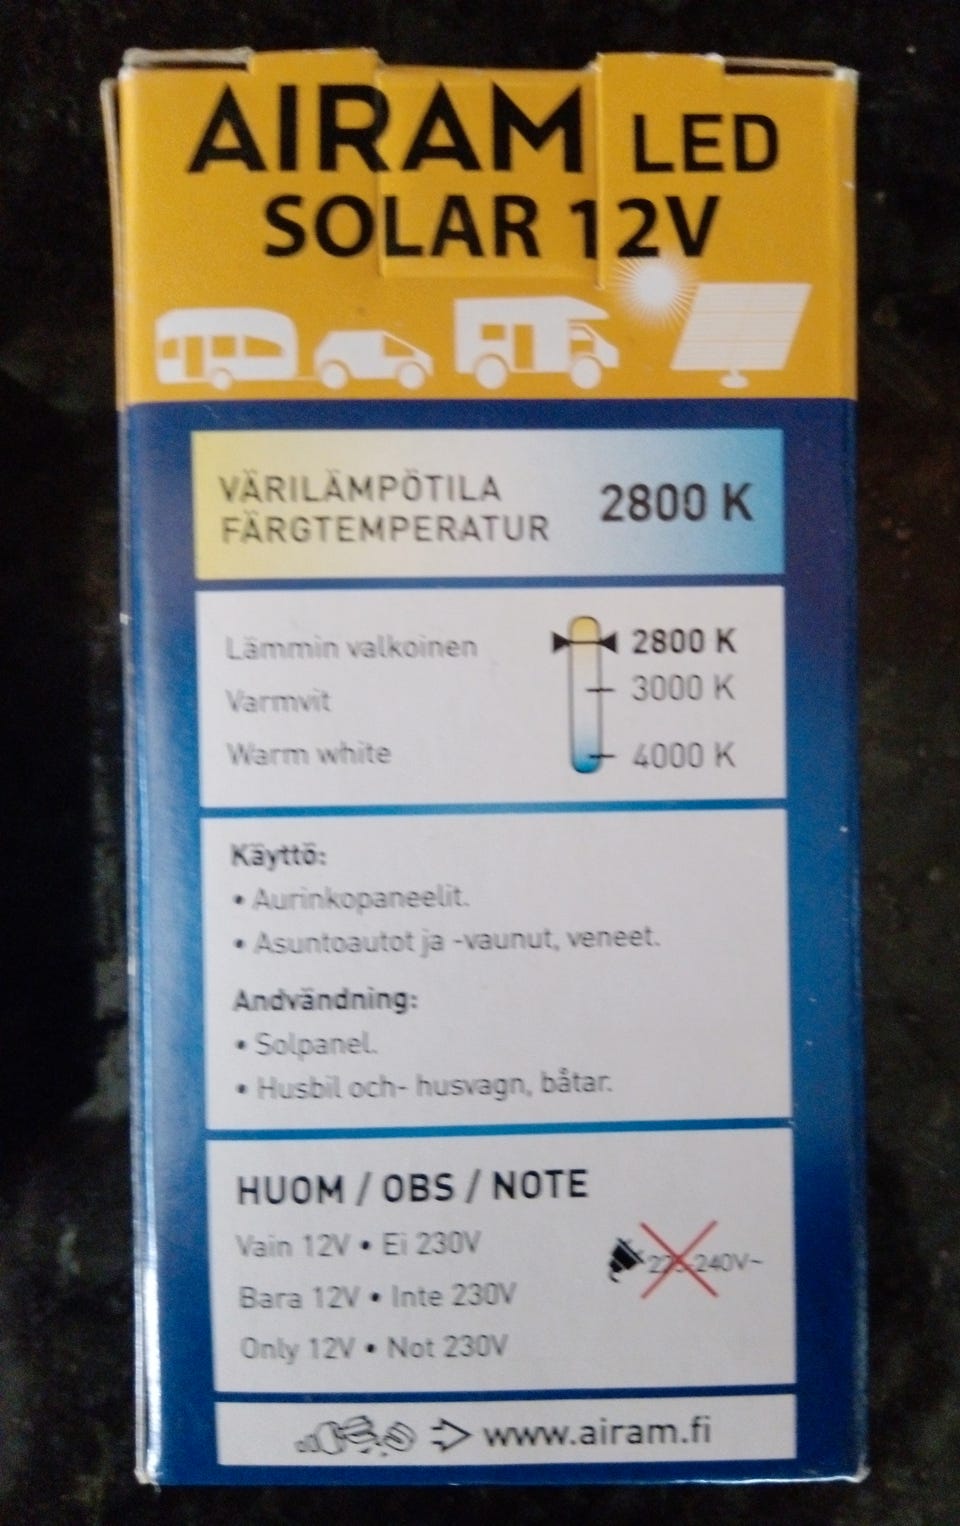 AIRAM LED
SOLAR 12V
VÄRILÄMPÖTILA
FÄRGTEMPERATUR
2800 K
Lämmin valkoinen
Varmvit
Warm white
2800 K
3000 K
4000 K
Käyttö:
• Aurinkopaneelit.
• Asuntoautot ja -vaunut, veneet.
Andvändning:
• Solpanel.
• Husbil och- husvagn, båtar.
HUOM / OBS / NOTE
Vain 12V • Ei 230V
Bara 12V • Inte 230V
Only 12V • Not 230V
220-240V~
www.airam.fi